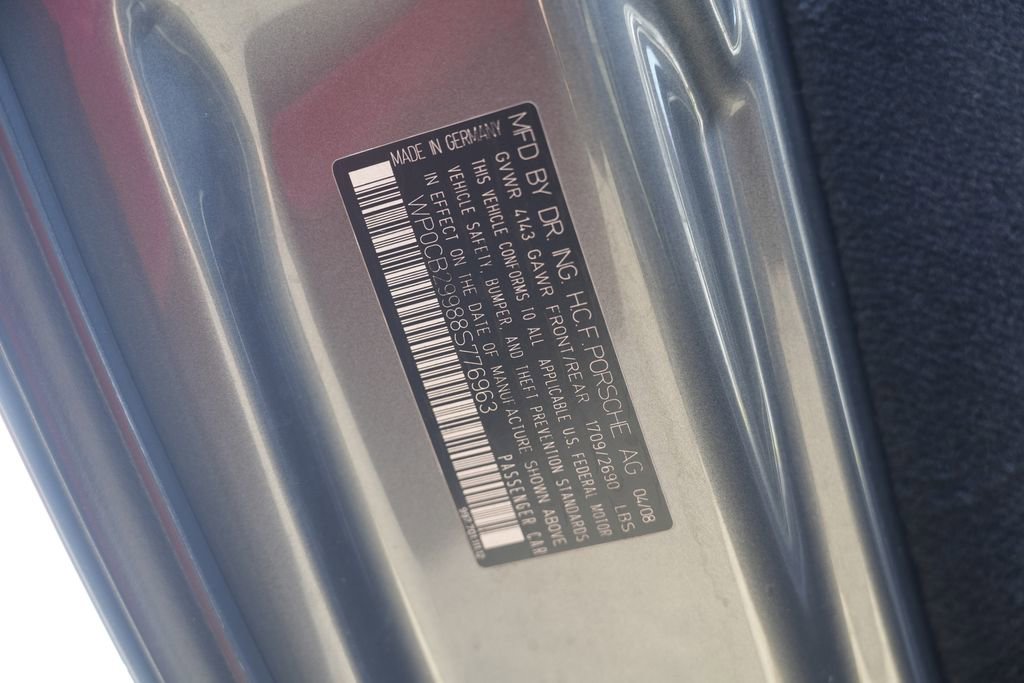 MFD BY DR. ING. H.C.F. PORSCHE AG 04/08
GVWR 4143 GAWR FRONT/REAR 1709/2690 LBS
THIS VEHICLE CONFORMS TO ALL APPLICABLE U.S. FEDERAL MOTOR
VEHICLE SAFETY, BUMPER, AND THEFT PREVENTION STANDARDS
IN EFFECT ON THE DATE OF MANUFACTURE SHOWN ABOVE
WP0CB29988S776963 PASSENGER CAR
MADE IN GERMANY